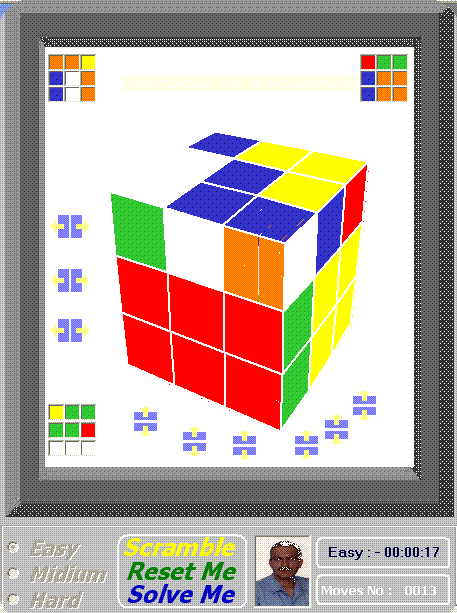 Easy
Midium
Hard
Scramble
Reset Me
Solve Me
Easy : - 00:00:17
Moves No : 0013